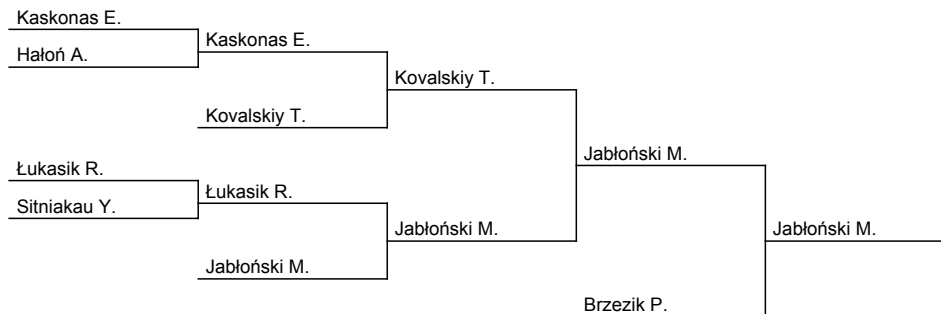 Kaskonas E.
Hałoń A.
Kaskonas E.
Kovalskiy T.
Kovalskiy T.
Łukasik R.
Sitniakau Y.
Łukasik R.
Jabłoński M.
Jabłoński M.
Jabłoński M.
Brzezik P.
Jabłoński M.